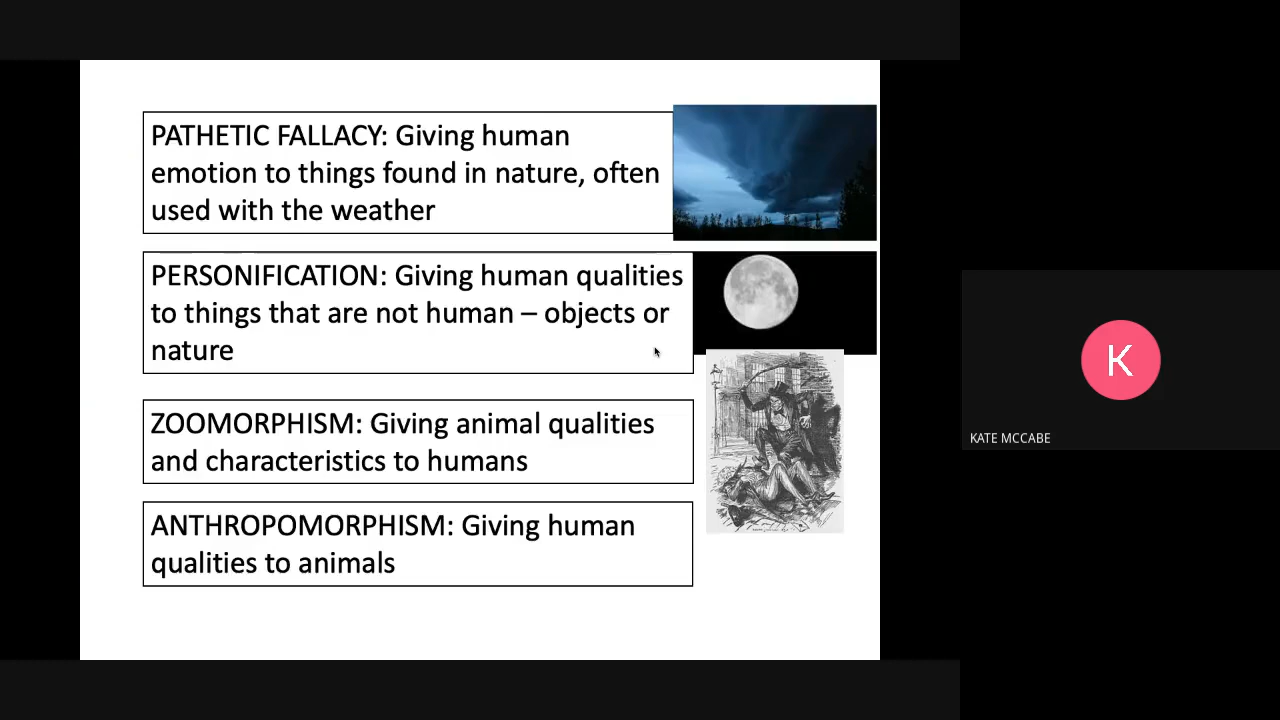 PATHETIC FALLACY: Giving human
emotion to things found in nature, often
used with the weather
PERSONIFICATION: Giving human qualities
to things that are not human – objects or
nature
ZOOMORPHISM: Giving animal qualities
and characteristics to humans
ANTHROPOMORPHISM: Giving human
qualities to animals
K
KATE MCCABE